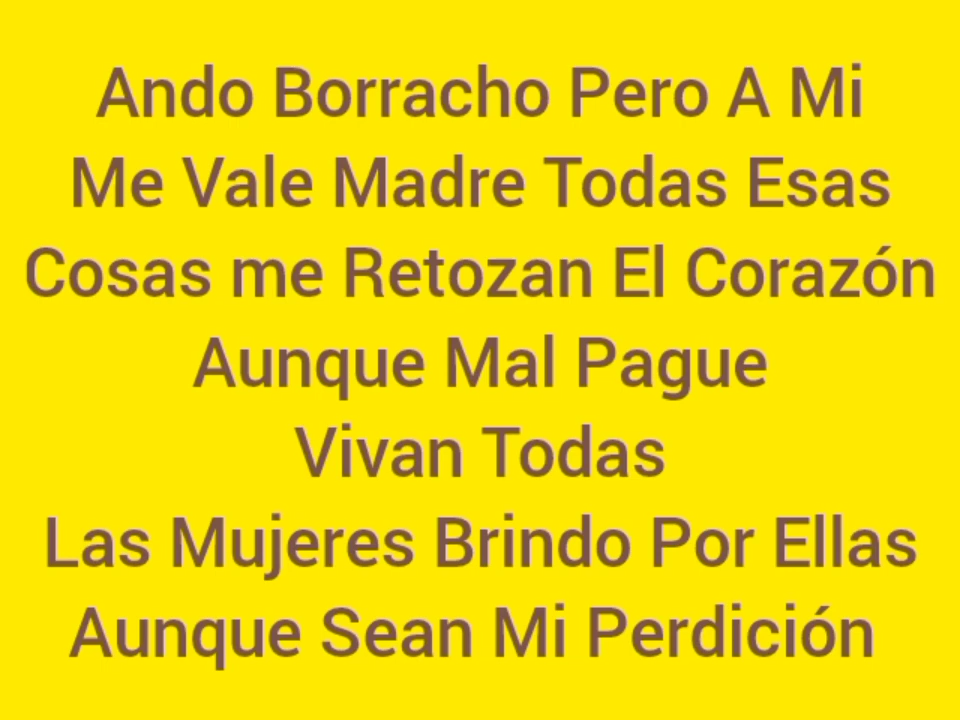 Ando Borracho Pero A Mi
Me Vale Madre Todas Esas
Cosas me Retozan El Corazón
Aunque Mal Pague
Vivan Todas
Las Mujeres Brindo Por Ellas
Aunque Sean Mi Perdición